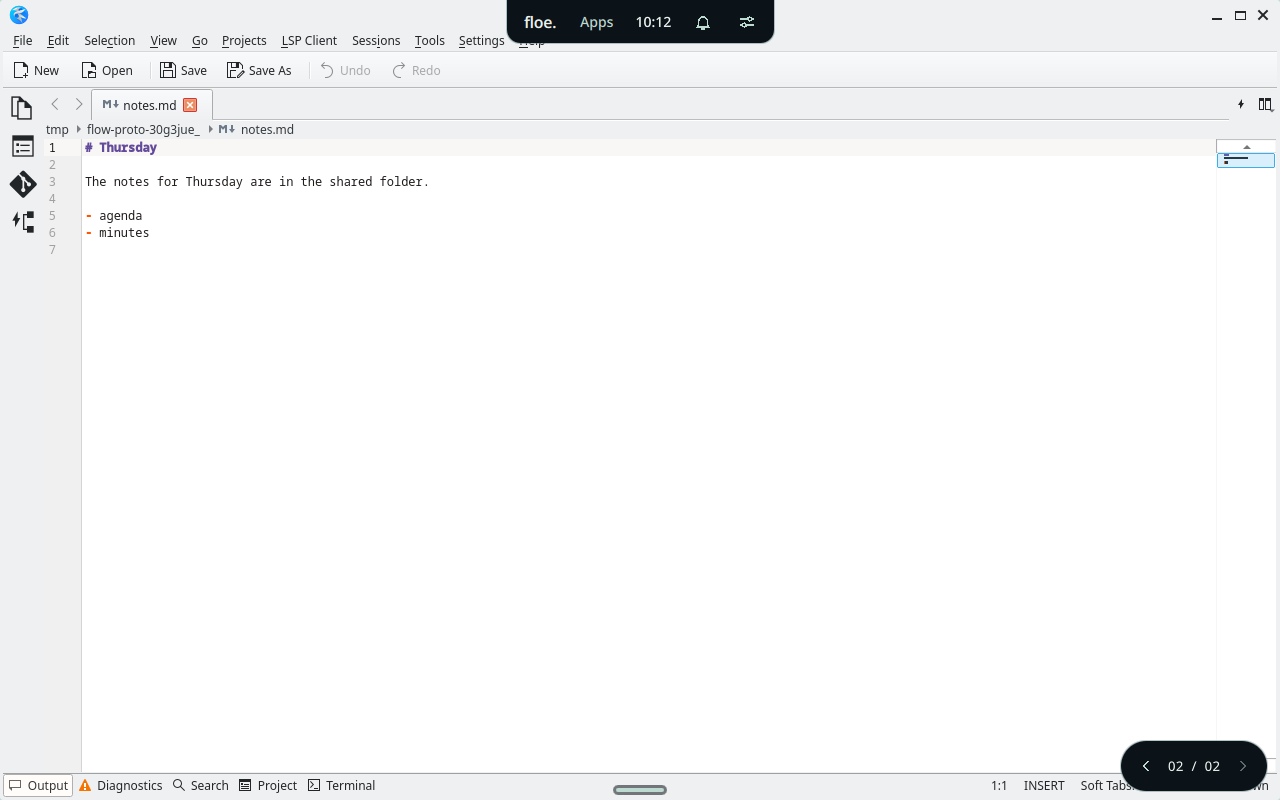 floe. Apps 10:12
File Edit Selection View Go Projects LSP Client Sessions Tools Settings
New Open Save Save As Undo Redo
notes.md
tmp flow-proto-30g3jue_ notes.md
1 # Thursday
2
3 The notes for Thursday are in the shared folder.
4
5 - agenda
6 - minutes
7
Output Diagnostics Search Project Terminal 1:1 INSERT Soft Tabs:
02 / 02